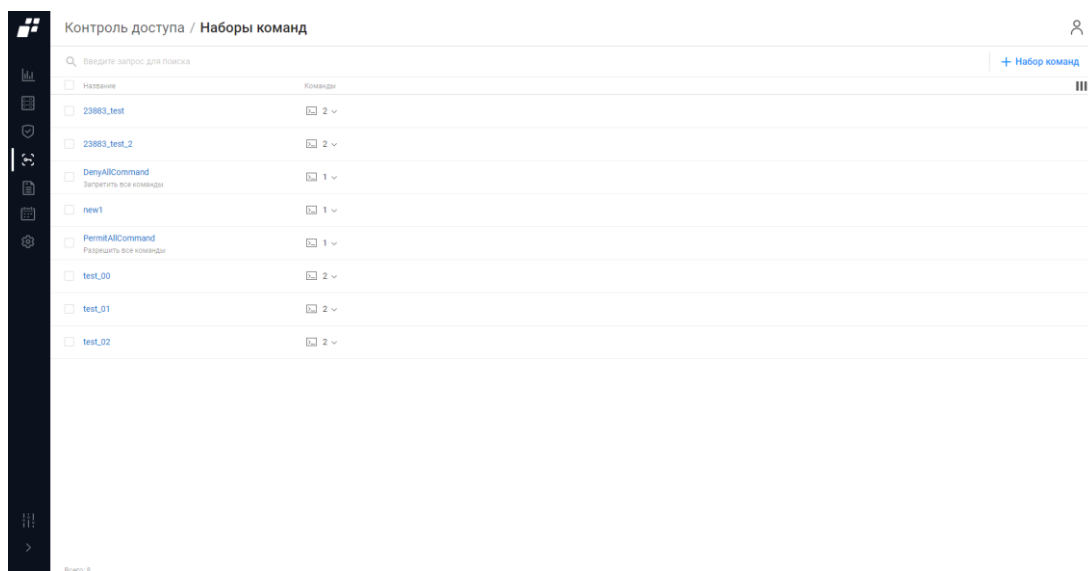 Контроль доступа / Наборы команд
Введите запрос для поиска
+ Набор команд
Название Команды
23883_test 2
23883_test_2 2
DenyAllCommand 1
Запретить все команды
new1 1
PermitAllCommand 1
Разрешить все команды
test_00 2
test_01 2
test_02 2
Всего: 8